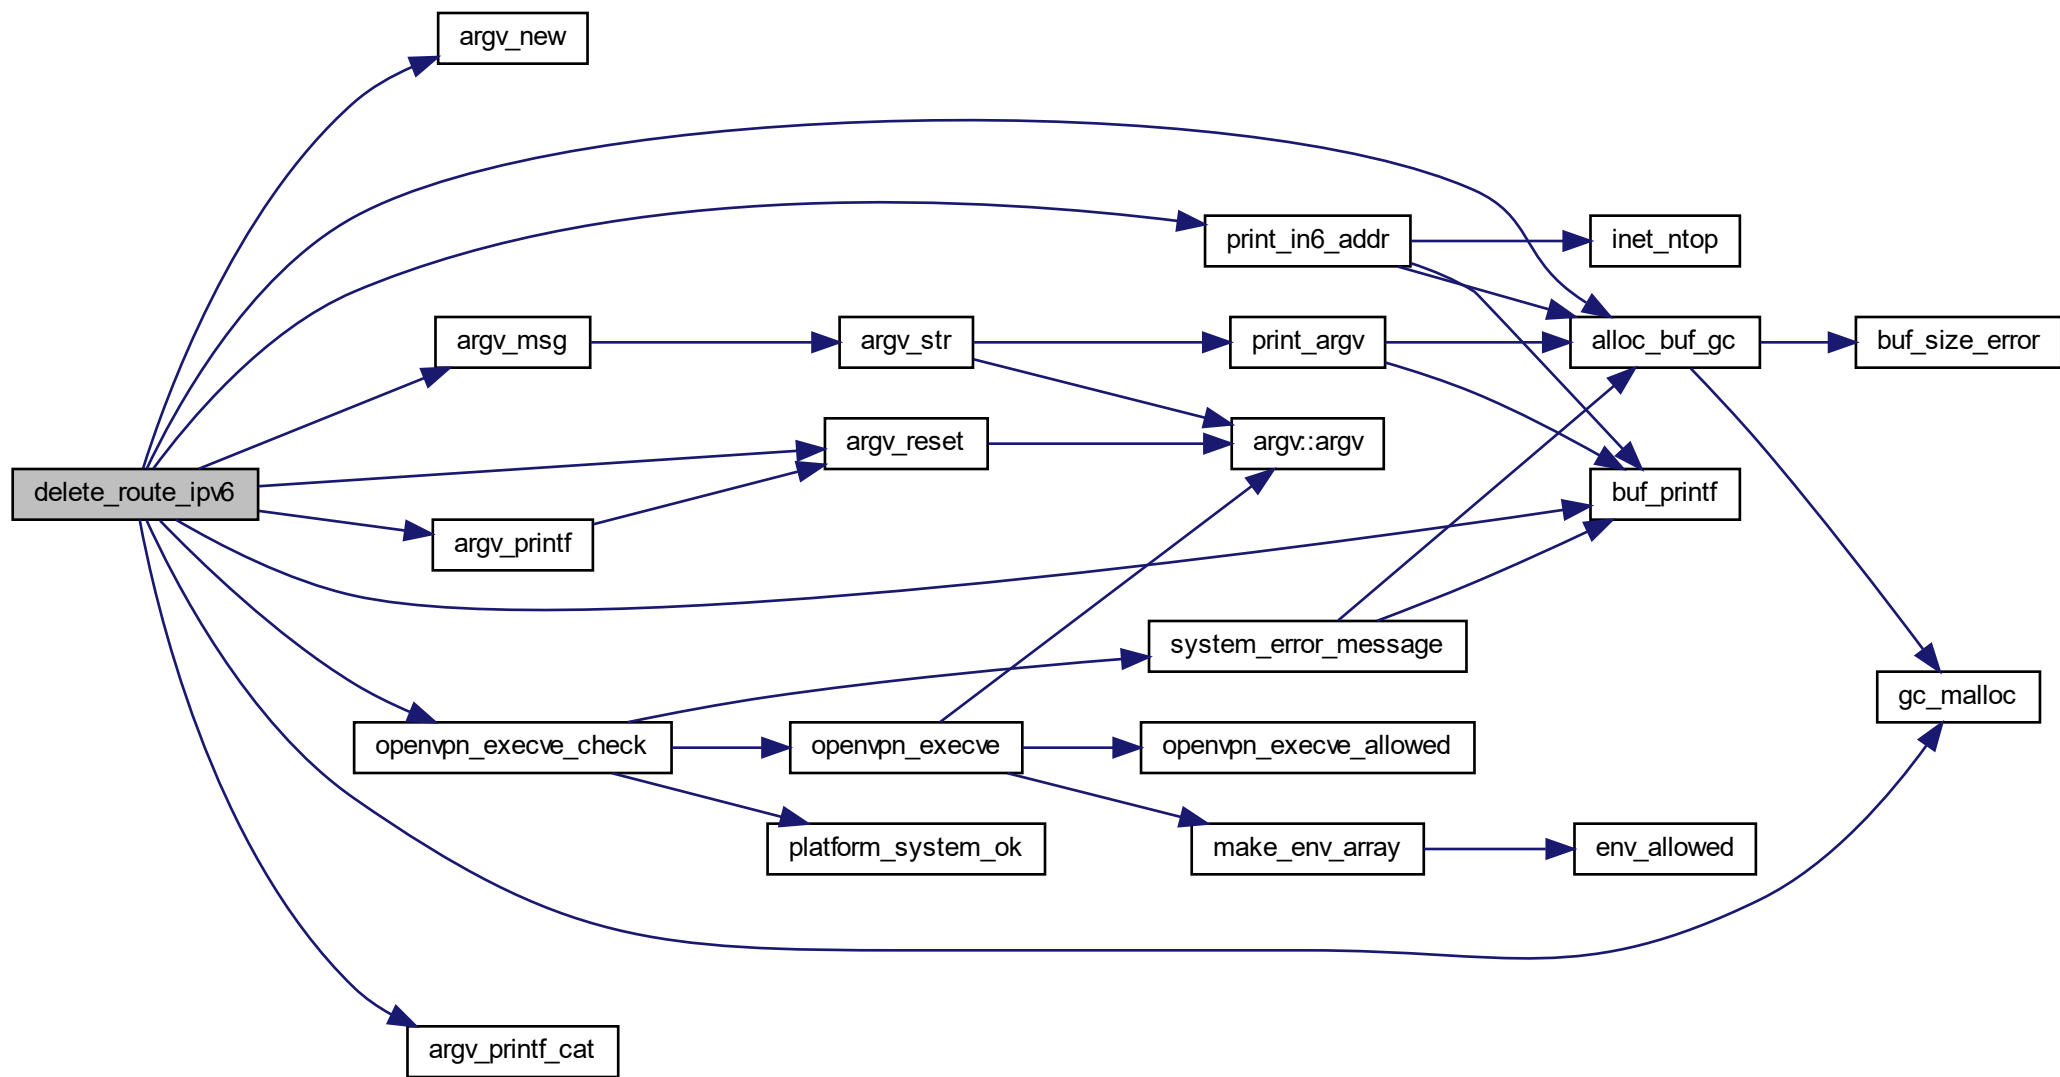 argv_new
print_in6_addr
inet_ntop
argv_msg
argv_str
print_argv
alloc_buf_gc
buf_size_error
argv_reset
argv::argv
delete_route_ipv6
buf_printf
argv_printf
system_error_message
gc_malloc
openvpn_execve_check
openvpn_execve
openvpn_execve_allowed
platform_system_ok
make_env_array
env_allowed
argv_printf_cat